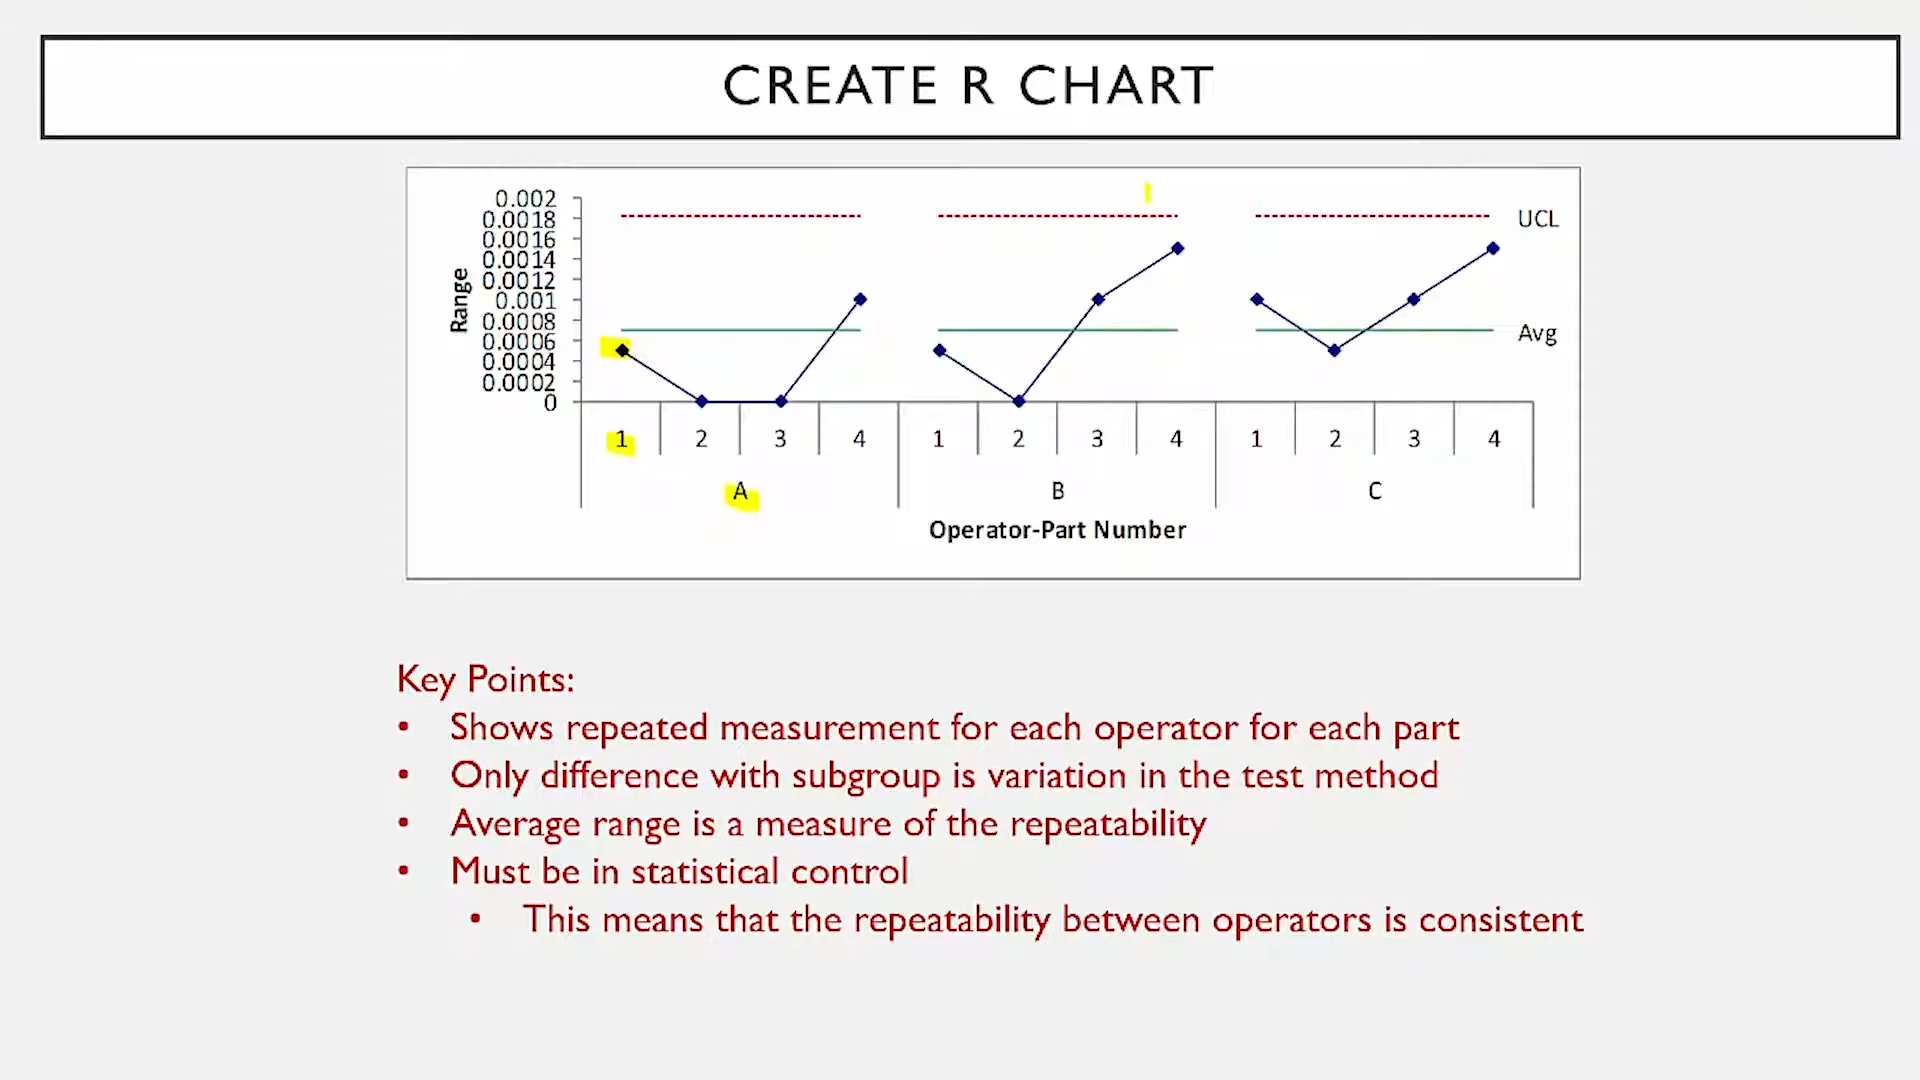 CREATE R CHART
0.002
0.0018
0.0016
0.0014
0.0012
0.001
0.0008
0.0006
0.0004
0.0002
0
Range
UCL
Avg
1 2 3 4 1 2 3 4 1 2 3 4
A B C
Operator-Part Number
Key Points:
• Shows repeated measurement for each operator for each part
• Only difference with subgroup is variation in the test method
• Average range is a measure of the repeatability
• Must be in statistical control
• This means that the repeatability between operators is consistent